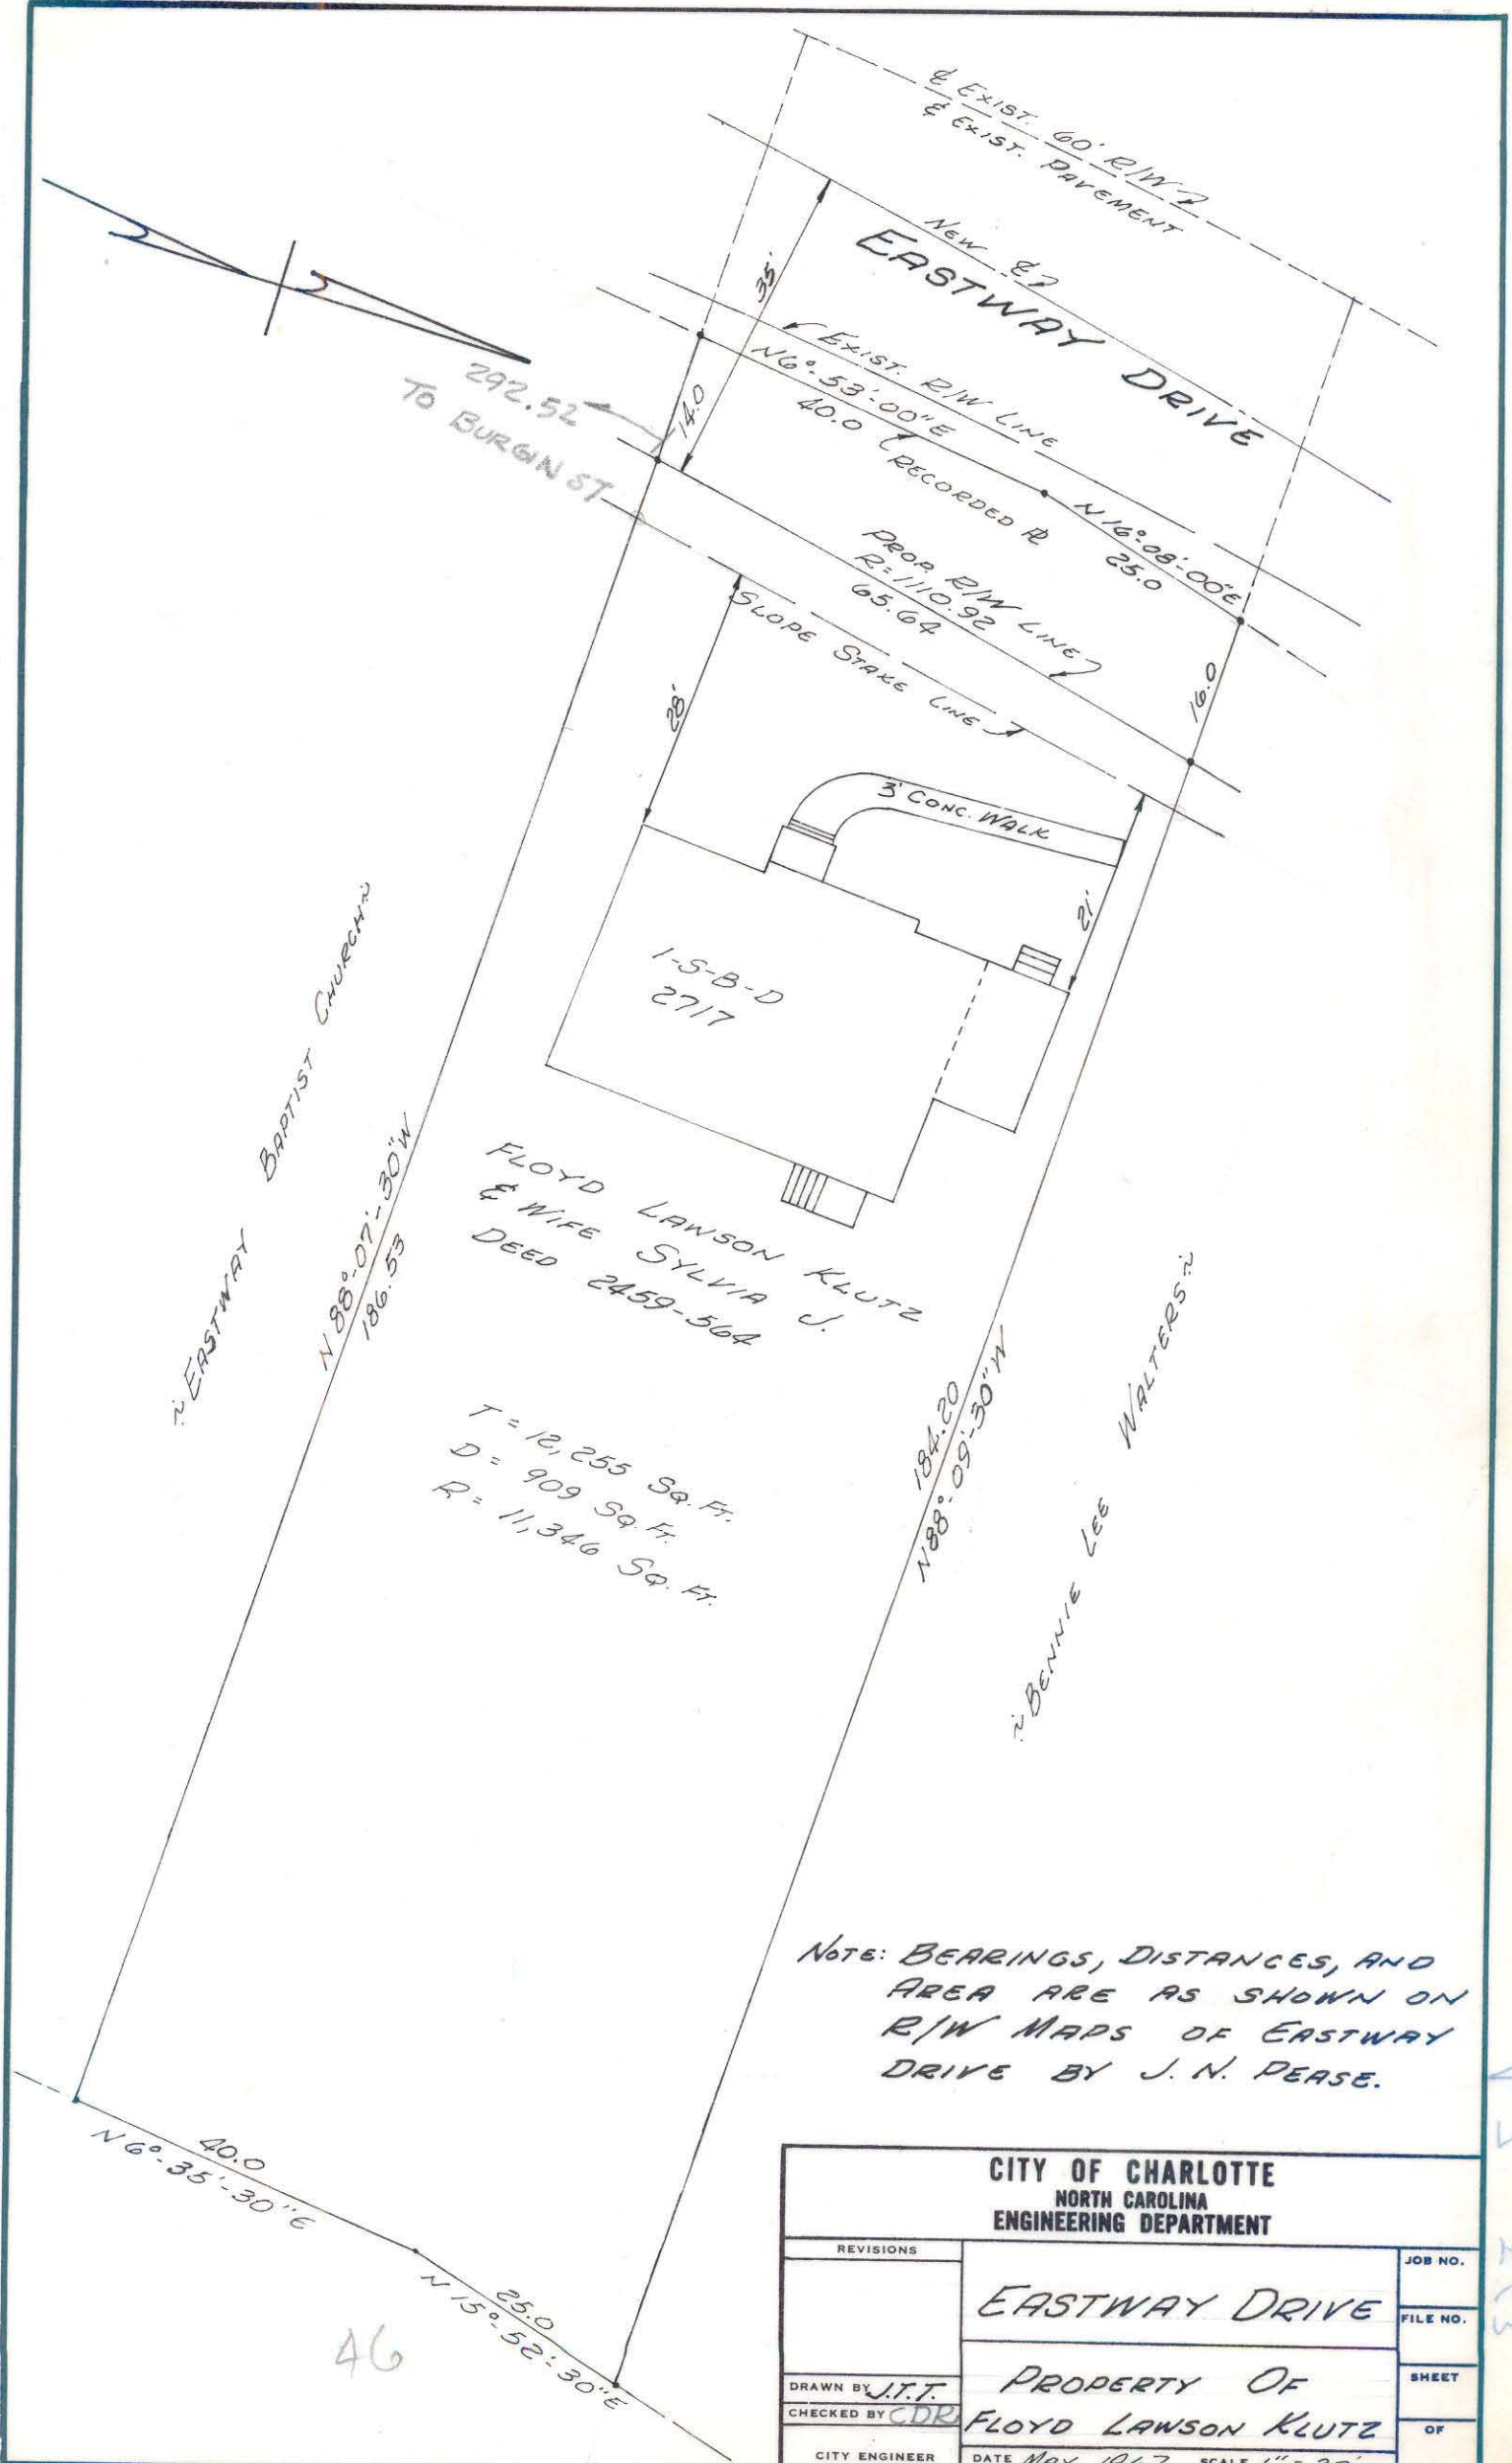 ℄ EXIST. 60' R/W
℄ EXIST. PAVEMENT
NEW ℄
EASTWAY DRIVE
35'
EXIST. R/W LINE
N6°-53'-00"E
40.0
RECORDED ⅊
N16°-08'-00"E
25.0
292.52
TO BURGIN ST
14.0
PROP. R/W LINE
R=1110.92
65.64
SLOPE STAKE LINE
16.0
28'
3' CONC. WALK
21'
1-S-B-D
2717
EASTWAY BAPTIST CHURCH
N88°-07'-30"W
186.53
FLOYD LAWSON KLUTZ
& WIFE SYLVIA J.
DEED 2459-564
184.20
N88°-09'-30"W
BENNIE LEE WALTERS
T = 12,255 SQ. FT.
D = 909 SQ. FT.
R = 11,346 SQ. FT.
NOTE: BEARINGS, DISTANCES, AND
AREA ARE AS SHOWN ON
R/W MAPS OF EASTWAY
DRIVE BY J. N. PEASE.
40.0
N6°-35'-30"E
25.0
N15°-52'-30"E
46
CITY OF CHARLOTTE
NORTH CAROLINA
ENGINEERING DEPARTMENT
REVISIONS
EASTWAY DRIVE
JOB NO.
FILE NO.
PROPERTY OF
FLOYD LAWSON KLUTZ
SHEET
OF
DRAWN BY J.T.T.
CHECKED BY CDR
CITY ENGINEER
DATE MAY 1967 SCALE 1"=20'